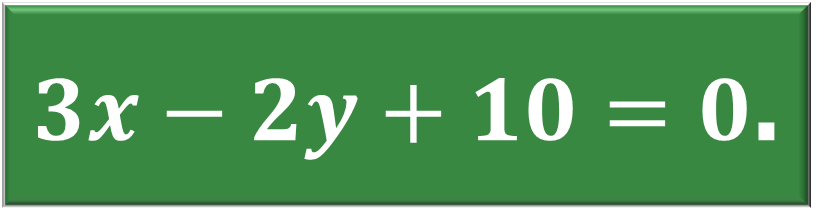 3x − 2y + 10 = 0.